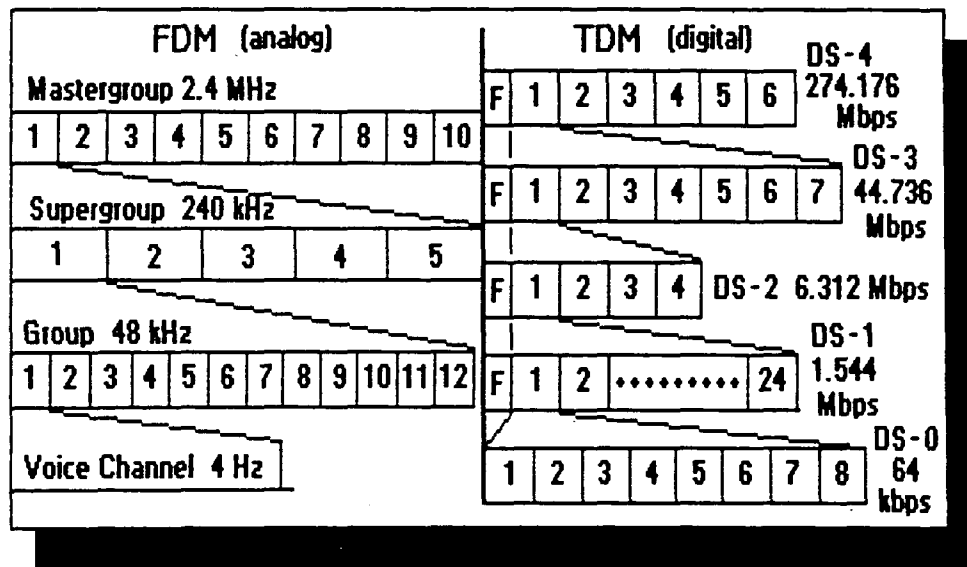 FDM (analog)
Mastergroup 2.4 MHz
1 2 3 4 5 6 7 8 9 10
Supergroup 240 kHz
1 2 3 4 5
Group 48 kHz
1 2 3 4 5 6 7 8 9 10 11 12
Voice Channel 4 Hz
TDM (digital)
F 1 2 3 4 5 6
DS-4
274.176
Mbps
F 1 2 3 4 5 6 7
DS-3
44.736
Mbps
F 1 2 3 4 DS-2 6.312 Mbps
F 1 2 ········· 24
DS-1
1.544
Mbps
1 2 3 4 5 6 7 8
DS-0
64
kbps